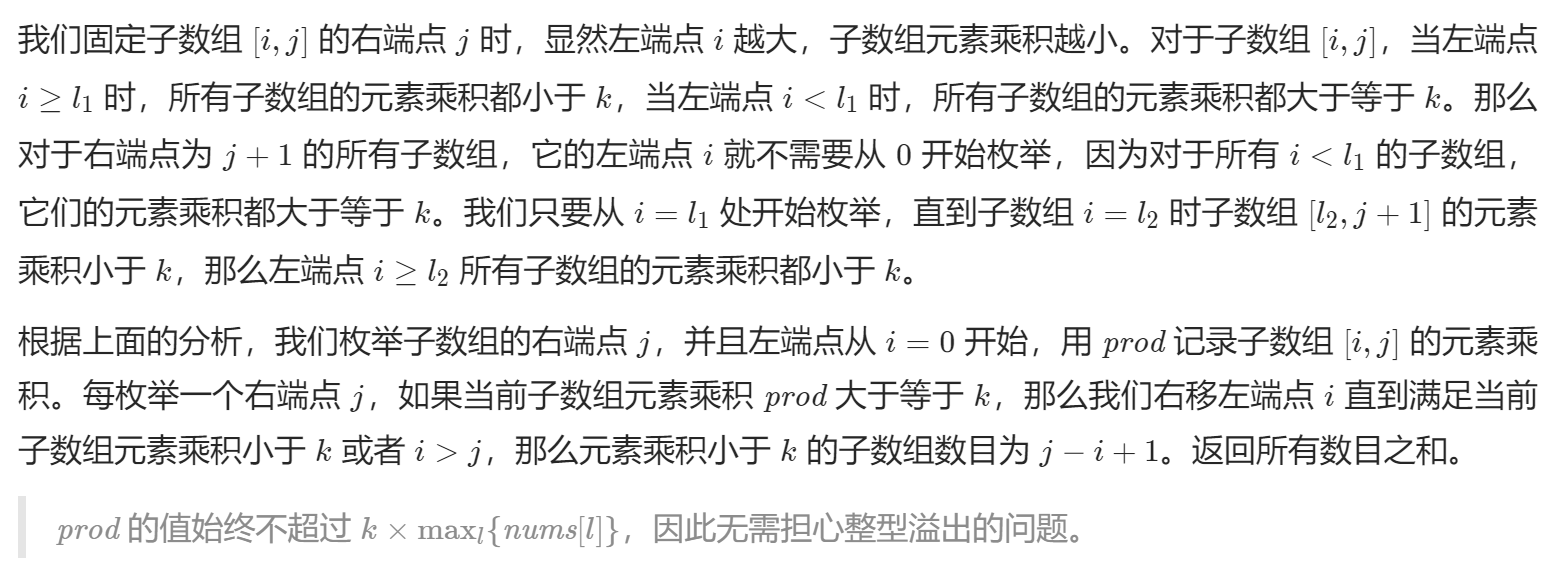 我们固定子数组 [i, j] 的右端点 j 时，显然左端点 i 越大，子数组元素乘积越小。对于子数组 [i, j]，当左端点
i ≥ l₁ 时，所有子数组的元素乘积都小于 k，当左端点 i < l₁ 时，所有子数组的元素乘积都大于等于 k。那么
对于右端点为 j + 1 的所有子数组，它的左端点 i 就不需要从 0 开始枚举，因为对于所有 i < l₁ 的子数组，
它们的元素乘积都大于等于 k。我们只要从 i = l₁ 处开始枚举，直到子数组 i = l₂ 时子数组 [l₂, j + 1] 的元素
乘积小于 k，那么左端点 i ≥ l₂ 所有子数组的元素乘积都小于 k。
根据上面的分析，我们枚举子数组的右端点 j，并且左端点从 i = 0 开始，用 prod 记录子数组 [i, j] 的元素乘
积。每枚举一个右端点 j，如果当前子数组元素乘积 prod 大于等于 k，那么我们右移左端点 i 直到满足当前
子数组元素乘积小于 k 或者 i > j，那么元素乘积小于 k 的子数组数目为 j − i + 1。返回所有数目之和。
prod 的值始终不超过 k × maxₗ{nums[l]}，因此无需担心整型溢出的问题。